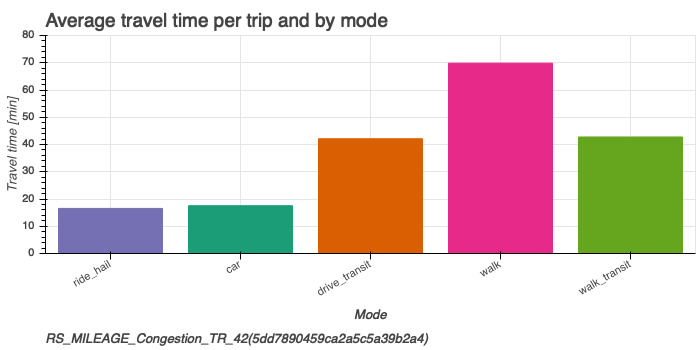 Average travel time per trip and by mode
80
70
60
50
40
30
20
10
0
Travel time [min]
ride_hail
car
drive_transit
walk
walk_transit
Mode
RS_MILEAGE_Congestion_TR_42(5dd7890459ca2a5c5a39b2a4)